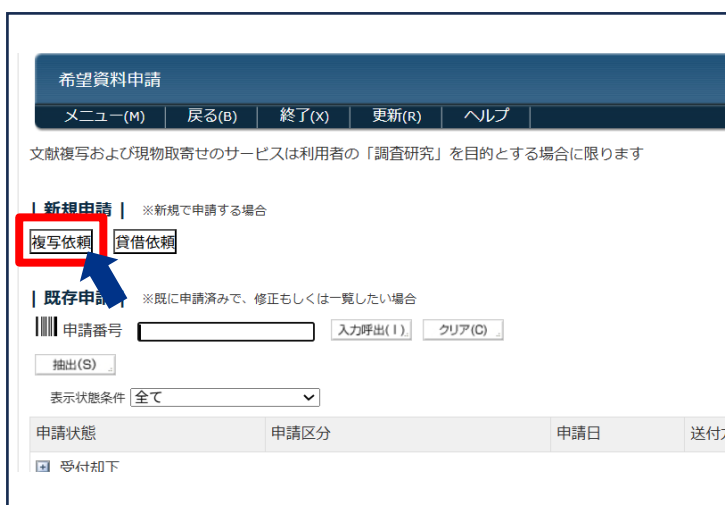 希望資料申請
メニュー(M) 戻る(B) 終了(X) 更新(R) ヘルプ
文献複写および現物取寄せのサービスは利用者の「調査研究」を目的とする場合に限ります
| 新規申請 | ※新規で申請する場合
複写依頼 貸借依頼
| 既存申請 | ※既に申請済みで、修正もしくは一覧したい場合
申請番号 入力呼出(I) クリア(C)
抽出(S)
表示状態条件 全て
申請状態 申請区分 申請日 送付
受付却下